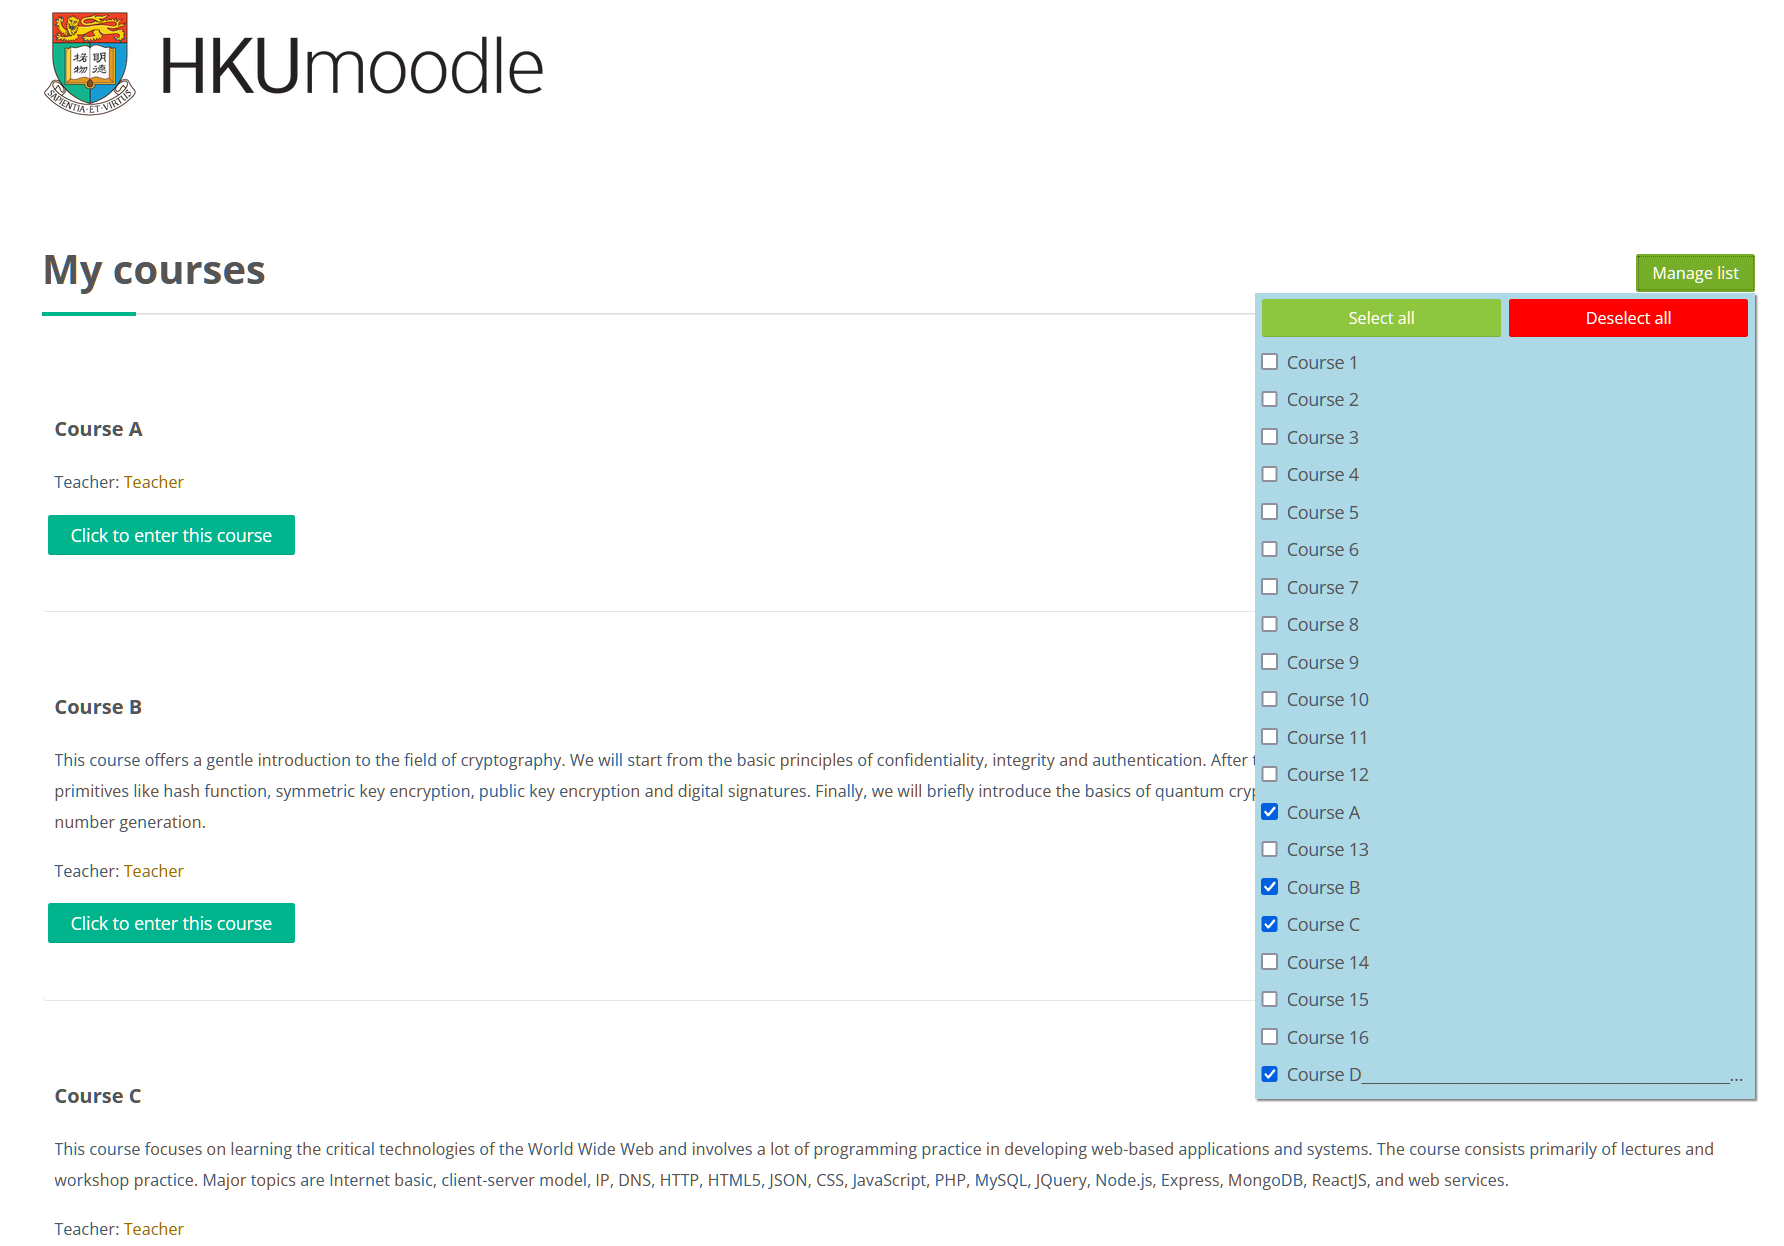 明德
格物
SAPIENTIA·ET·VIRTUS
HKUmoodle
My courses
Manage list
Select all
Deselect all
Course 1
Course 2
Course 3
Course 4
Course 5
Course 6
Course 7
Course 8
Course 9
Course 10
Course 11
Course 12
Course A
Course 13
Course B
Course C
Course 14
Course 15
Course 16
Course D_______________________________________________...
Course A
Teacher: Teacher
Click to enter this course
Course B
This course offers a gentle introduction to the field of cryptography. We will start from the basic principles of confidentiality, integrity and authentication. After
primitives like hash function, symmetric key encryption, public key encryption and digital signatures. Finally, we will briefly introduce the basics of quantum
number generation.
Teacher: Teacher
Click to enter this course
Course C
This course focuses on learning the critical technologies of the World Wide Web and involves a lot of programming practice in developing web-based applications and systems. The course consists primarily of lectures and
workshop practice. Major topics are Internet basic, client-server model, IP, DNS, HTTP, HTML5, JSON, CSS, JavaScript, PHP, MySQL, JQuery, Node.js, Express, MongoDB, ReactJS, and web services.
Teacher: Teacher